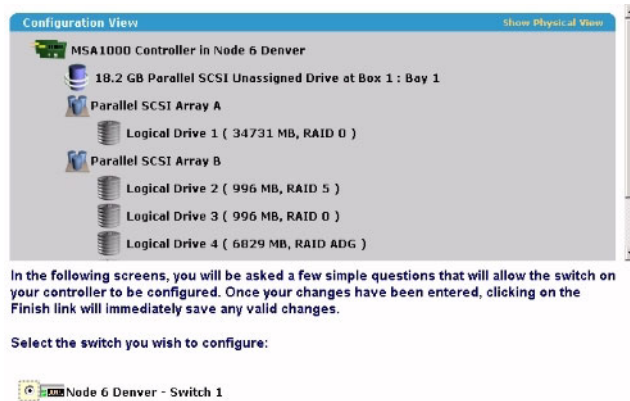 Configuration View
Show Physical View
MSA1000 Controller in Node 6 Denver
18.2 GB Parallel SCSI Unassigned Drive at Box 1 : Bay 1
Parallel SCSI Array A
Logical Drive 1 ( 34731 MB, RAID 0 )
Parallel SCSI Array B
Logical Drive 2 ( 996 MB, RAID 5 )
Logical Drive 3 ( 996 MB, RAID 0 )
Logical Drive 4 ( 6829 MB, RAID ADG )
In the following screens, you will be asked a few simple questions that will allow the switch on
your controller to be configured. Once your changes have been entered, clicking on the
Finish link will immediately save any valid changes.
Select the switch you wish to configure:
Node 6 Denver - Switch 1